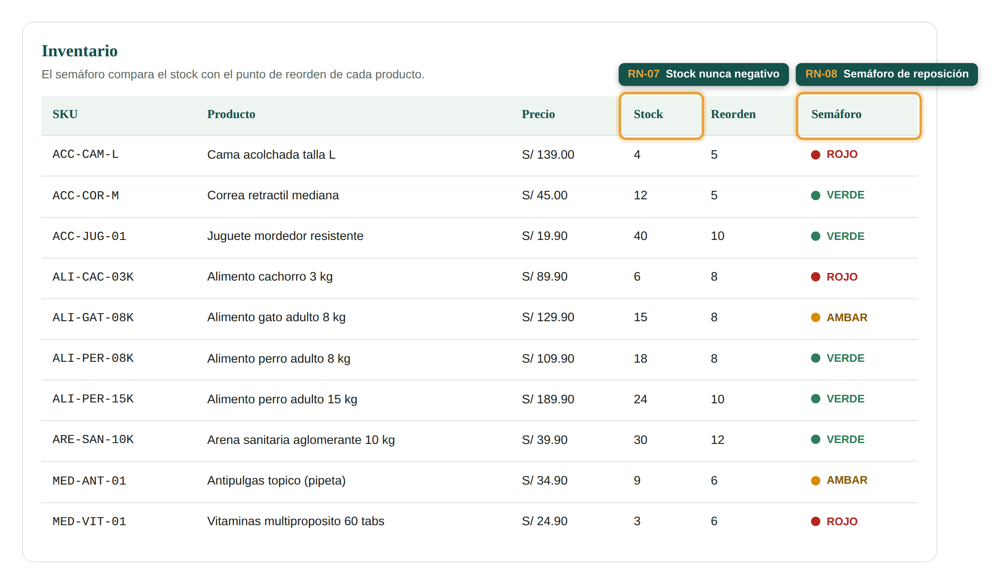 Inventario
El semáforo compara el stock con el punto de reorden de cada producto.
RN-07 Stock nunca negativo
RN-08 Semáforo de reposición
SKU Producto Precio Stock Reorden Semáforo
ACC-CAM-L Cama acolchada talla L S/ 139.00 4 5 ROJO
ACC-COR-M Correa retractil mediana S/ 45.00 12 5 VERDE
ACC-JUG-01 Juguete mordedor resistente S/ 19.90 40 10 VERDE
ALI-CAC-03K Alimento cachorro 3 kg S/ 89.90 6 8 ROJO
ALI-GAT-08K Alimento gato adulto 8 kg S/ 129.90 15 8 AMBAR
ALI-PER-08K Alimento perro adulto 8 kg S/ 109.90 18 8 VERDE
ALI-PER-15K Alimento perro adulto 15 kg S/ 189.90 24 10 VERDE
ARE-SAN-10K Arena sanitaria aglomerante 10 kg S/ 39.90 30 12 VERDE
MED-ANT-01 Antipulgas topico (pipeta) S/ 34.90 9 6 AMBAR
MED-VIT-01 Vitaminas multiproposito 60 tabs S/ 24.90 3 6 ROJO